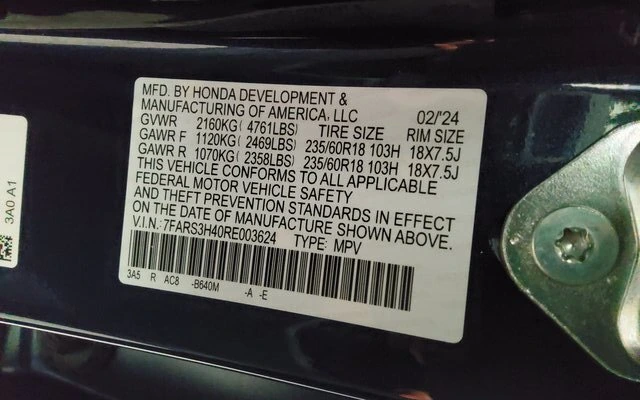 MFD. BY HONDA DEVELOPMENT &
MANUFACTURING OF AMERICA, LLC 02/'24
GVWR 2160KG( 4761LBS) TIRE SIZE RIM SIZE
GAWR F 1120KG( 2469LBS) 235/60R18 103H 18X7.5J
GAWR R 1070KG( 2358LBS) 235/60R18 103H 18X7.5J
THIS VEHICLE CONFORMS TO ALL APPLICABLE
FEDERAL MOTOR VEHICLE SAFETY
AND THEFT PREVENTION STANDARDS IN EFFECT
ON THE DATE OF MANUFACTURE SHOWN ABOVE.
V.I.N.: 7FARS3H40RE003624 TYPE: MPV
3A5 R AC8 -B640M -A -E
3A0 A1